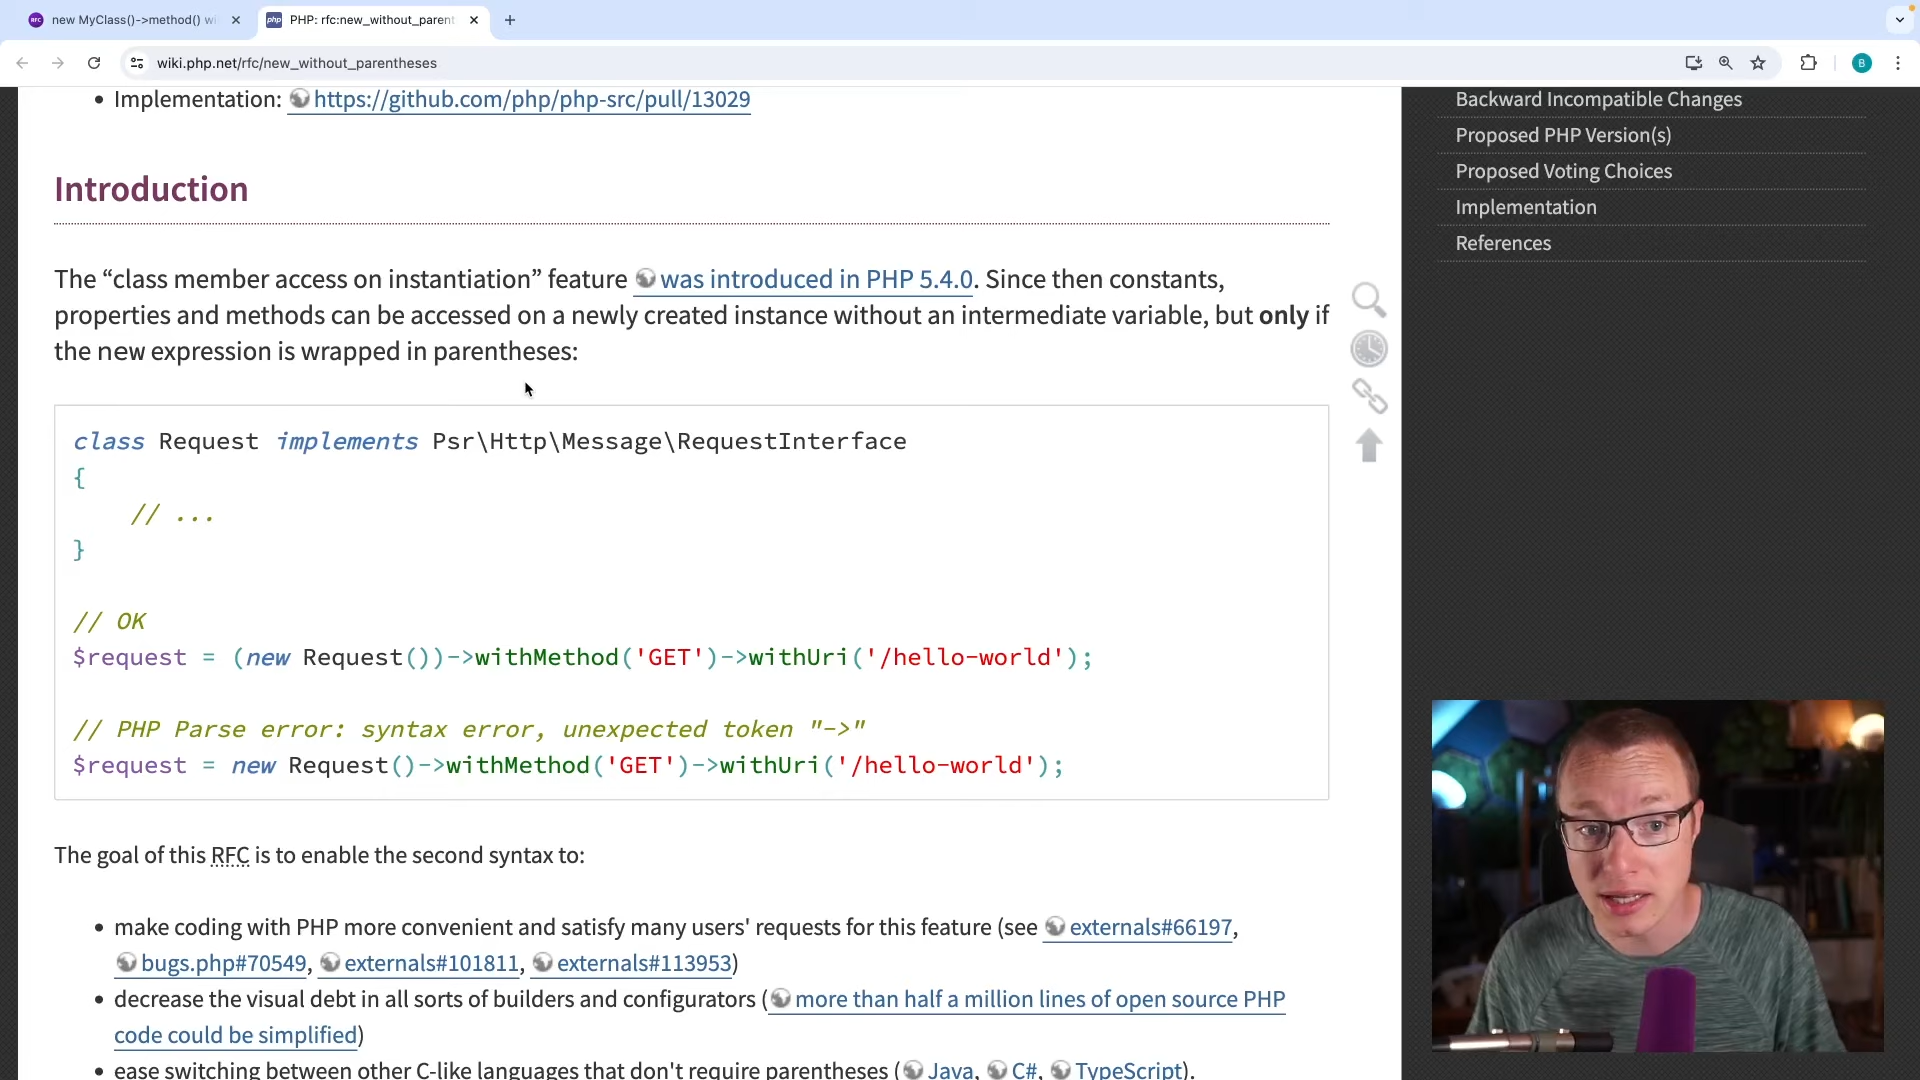 new MyClass()->method() wi
PHP: rfc:new_without_parent
wiki.php.net/rfc/new_without_parentheses
B
Implementation: https://github.com/php/php-src/pull/13029
Introduction
The “class member access on instantiation” feature was introduced in PHP 5.4.0. Since then constants,
properties and methods can be accessed on a newly created instance without an intermediate variable, but only if
the new expression is wrapped in parentheses:
class Request implements Psr\Http\Message\RequestInterface
{
// ...
}
// OK
$request = (new Request())->withMethod('GET')->withUri('/hello-world');
// PHP Parse error: syntax error, unexpected token "->"
$request = new Request()->withMethod('GET')->withUri('/hello-world');
The goal of this RFC is to enable the second syntax to:
make coding with PHP more convenient and satisfy many users' requests for this feature (see externals#66197,
bugs.php#70549, externals#101811, externals#113953)
decrease the visual debt in all sorts of builders and configurators (more than half a million lines of open source PHP
code could be simplified)
ease switching between other C-like languages that don't require parentheses (Java, C#, TypeScript).
Backward Incompatible Changes
Proposed PHP Version(s)
Proposed Voting Choices
Implementation
References